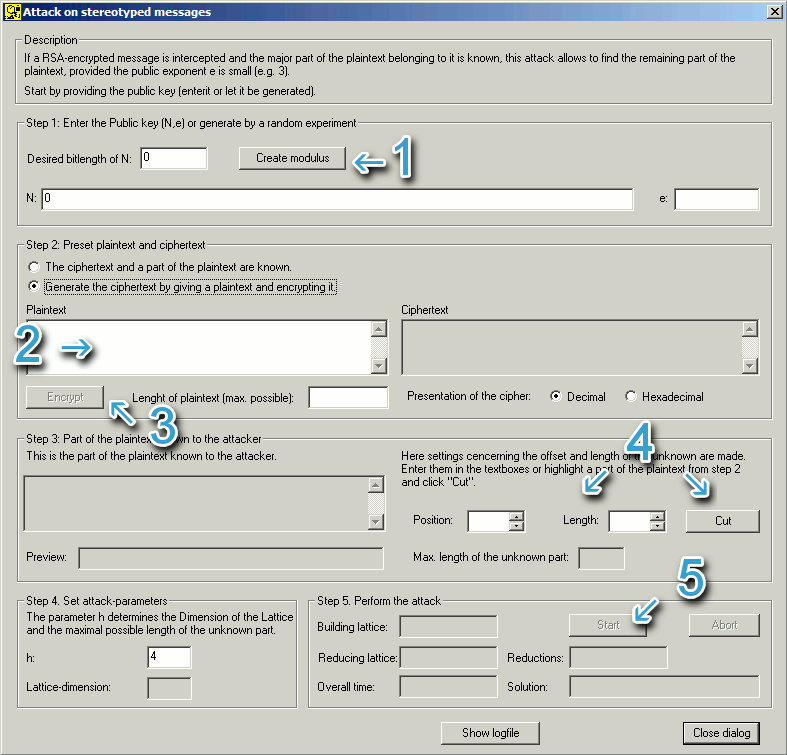 Attack on stereotyped messages
Description
If a RSA-encrypted message is intercepted and the major part of the plaintext belonging to it is known, this attack allows to find the remaining part of the
plaintext, provided the public exponent e is small (e.g. 3).
Start by providing the public key (enterit or let it be generated).
Step 1: Enter the Public key (N,e) or generate by a random experiment
Desired bitlength of N: 0 Create modulus 1
N: 0 e:
Step 2: Preset plaintext and ciphertext
The ciphertext and a part of the plaintext are known.
Generate the ciphertext by giving a plaintext and encrypting it.
Plaintext Ciphertext
2
Encrypt Lenght of plaintext (max. possible): Presentation of the cipher: Decimal Hexadecimal
3
Step 3: Part of the plaintext known to the attacker
4
This is the part of the plaintext known to the attacker. Here settings cencerning the offset and length of the unknown are made.
Enter them in the textboxes or highlight a part of the plaintext from step 2
and click "Cut".
Position: Length: Cut
Preview: Max. length of the unknown part:
Step 4. Set attack-parameters Step 5. Perform the attack
5
The parameter h determines the Dimension of the Lattice
and the maximal possible length of the unknown part.
Building lattice: Start Abort
h: 4 Reducing lattice: Reductions:
Lattice-dimension: Overall time: Solution:
Show logfile Close dialog